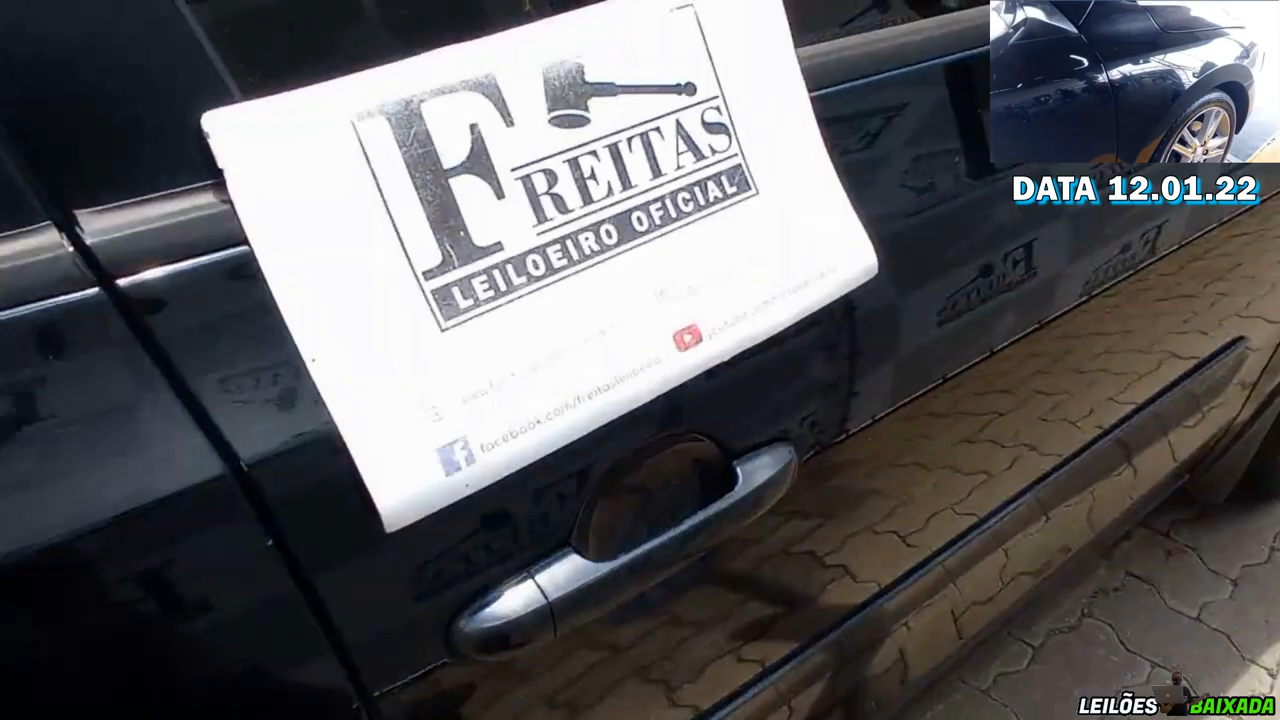 FREITAS
LEILOEIRO OFICIAL
facebook.com/freitasleiloeiro
DATA 12.01.22
LEILÕES BAIXADA